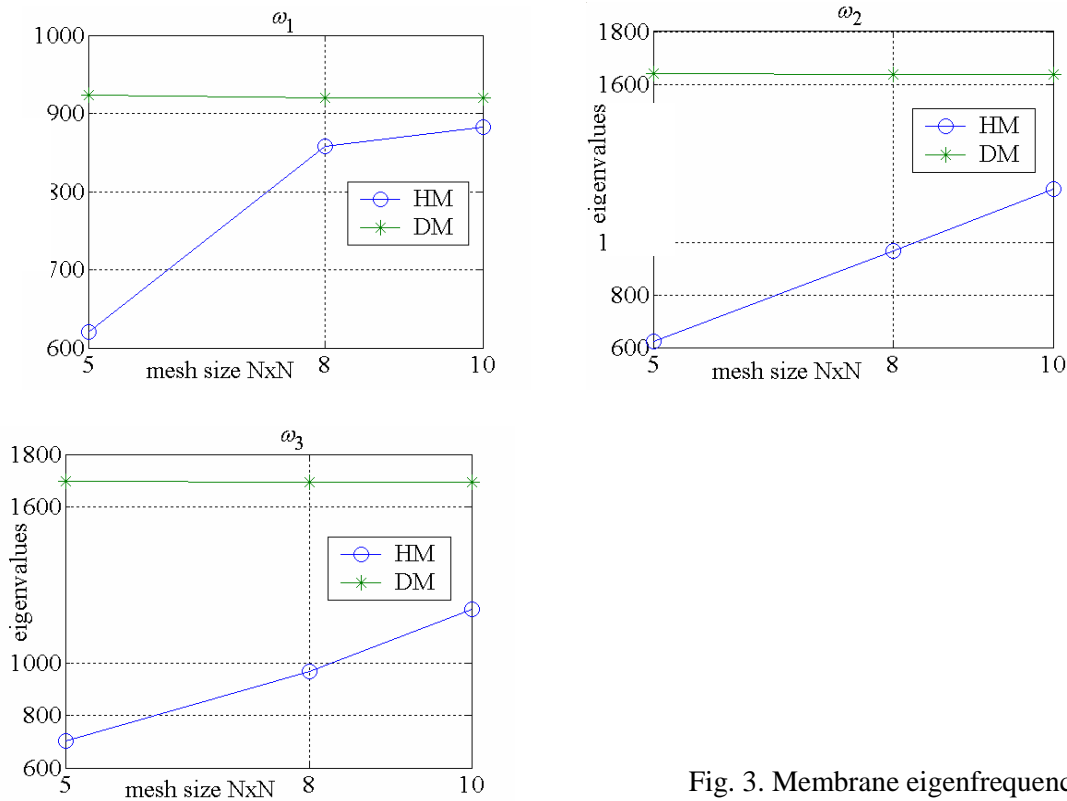 ω1
1000
900
800
700
600
HM
DM
5
8
10
mesh size NxN
ω2
1800
1600
1
800
600
eigenvalues
HM
DM
5
8
10
mesh size NxN
ω3
1800
1600
1000
800
600
eigenvalues
HM
DM
5
8
10
mesh size NxN
Fig. 3. Membrane eigenfrequenc